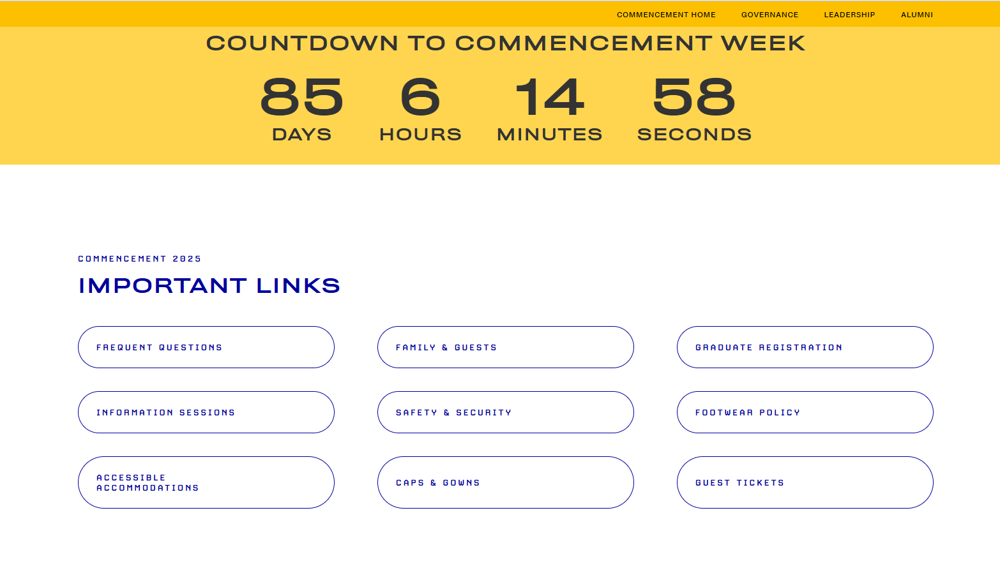 COMMENCEMENT HOME GOVERNANCE LEADERSHIP ALUMNI
COUNTDOWN TO COMMENCEMENT WEEK
85 6 14 58
DAYS HOURS MINUTES SECONDS
COMMENCEMENT 2025
IMPORTANT LINKS
FREQUENT QUESTIONS
FAMILY & GUESTS
GRADUATE REGISTRATION
INFORMATION SESSIONS
SAFETY & SECURITY
FOOTWEAR POLICY
ACCESSIBLE
ACCOMMODATIONS
CAPS & GOWNS
GUEST TICKETS